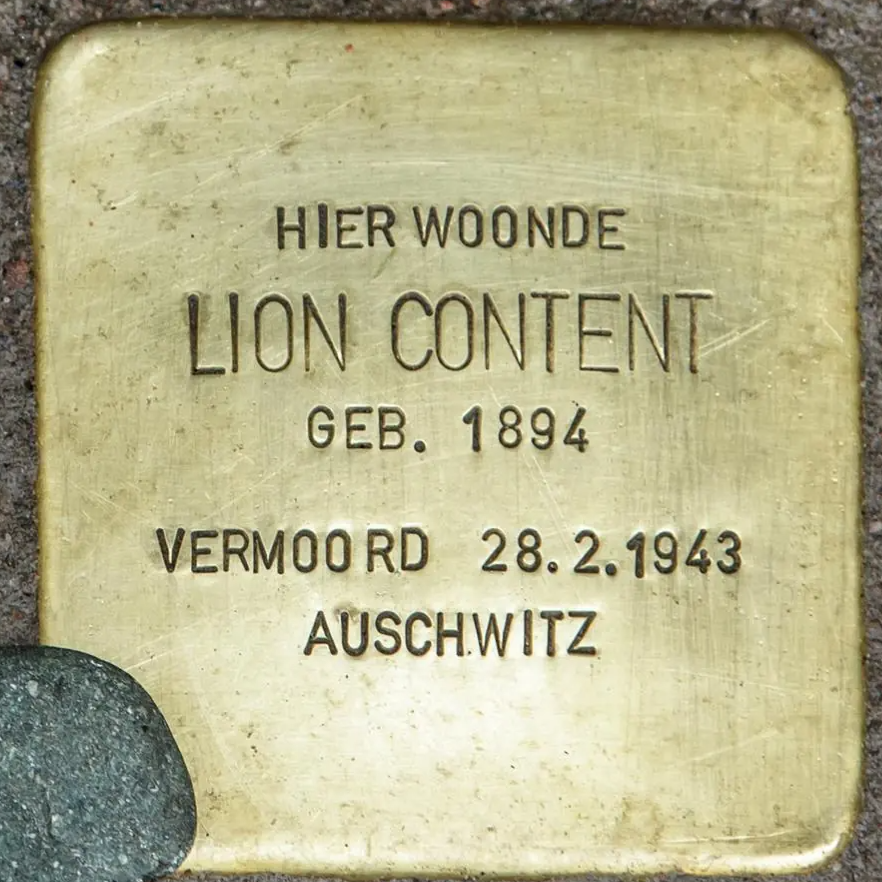 HIER WOONDE
LION CONTENT
GEB. 1894
VERMOORD 28.2.1943
AUSCHWITZ